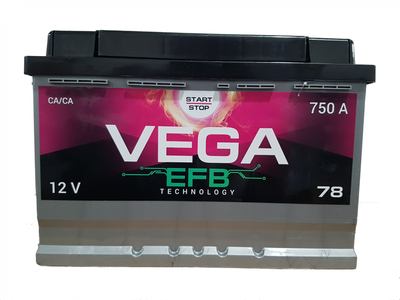 START
STOP
CA/CA
750 A
VEGA
EFB
TECHNOLOGY
12 V
78